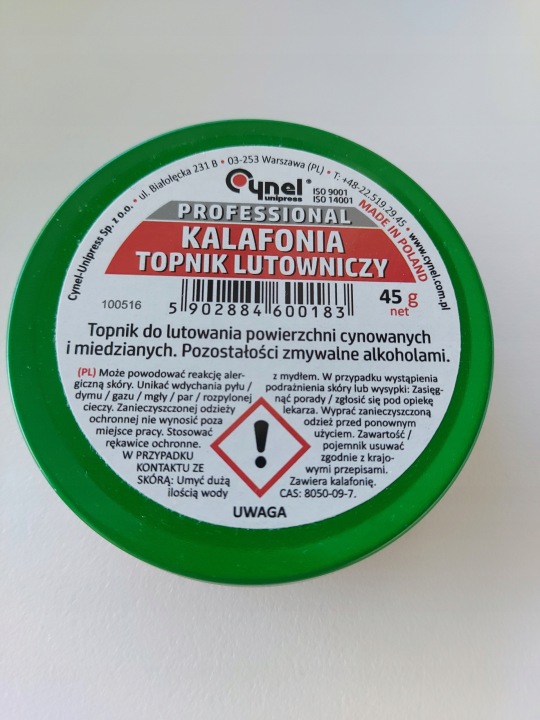 Cynel-Unipress Sp. z o.o. • ul. Białołęcka 231 B • 03-253 Warszawa (PL) • T: +48-22.519.29.45 • www.cynel.com.pl
Cynel®
unipress
ISO 9001
ISO 14001
MADE IN POLAND
PROFESSIONAL
KALAFONIA
TOPNIK LUTOWNICZY
100516
5 902884 600183
45 g
net
Topnik do lutowania powierzchni cynowanych
i miedzianych. Pozostałości zmywalne alkoholami.
(PL) Może powodować reakcję aler-
giczną skóry. Unikać wdychania pyłu /
dymu / gazu / mgły / par / rozpylonej
cieczy. Zanieczyszczonej odzieży
ochronnej nie wynosić poza
miejsce pracy. Stosować
rękawice ochronne.
W PRZYPADKU
KONTAKTU ZE
SKÓRĄ: Umyć dużą
ilością wody
z mydłem. W przypadku wystąpienia
podrażnienia skóry lub wysypki: Zasięg-
nąć porady / zgłosić się pod opiekę
lekarza. Wyprać zanieczyszczoną
odzież przed ponownym
użyciem. Zawartość /
pojemnik usuwać
zgodnie z krajo-
wymi przepisami.
Zawiera kalafonię.
CAS: 8050-09-7.
UWAGA